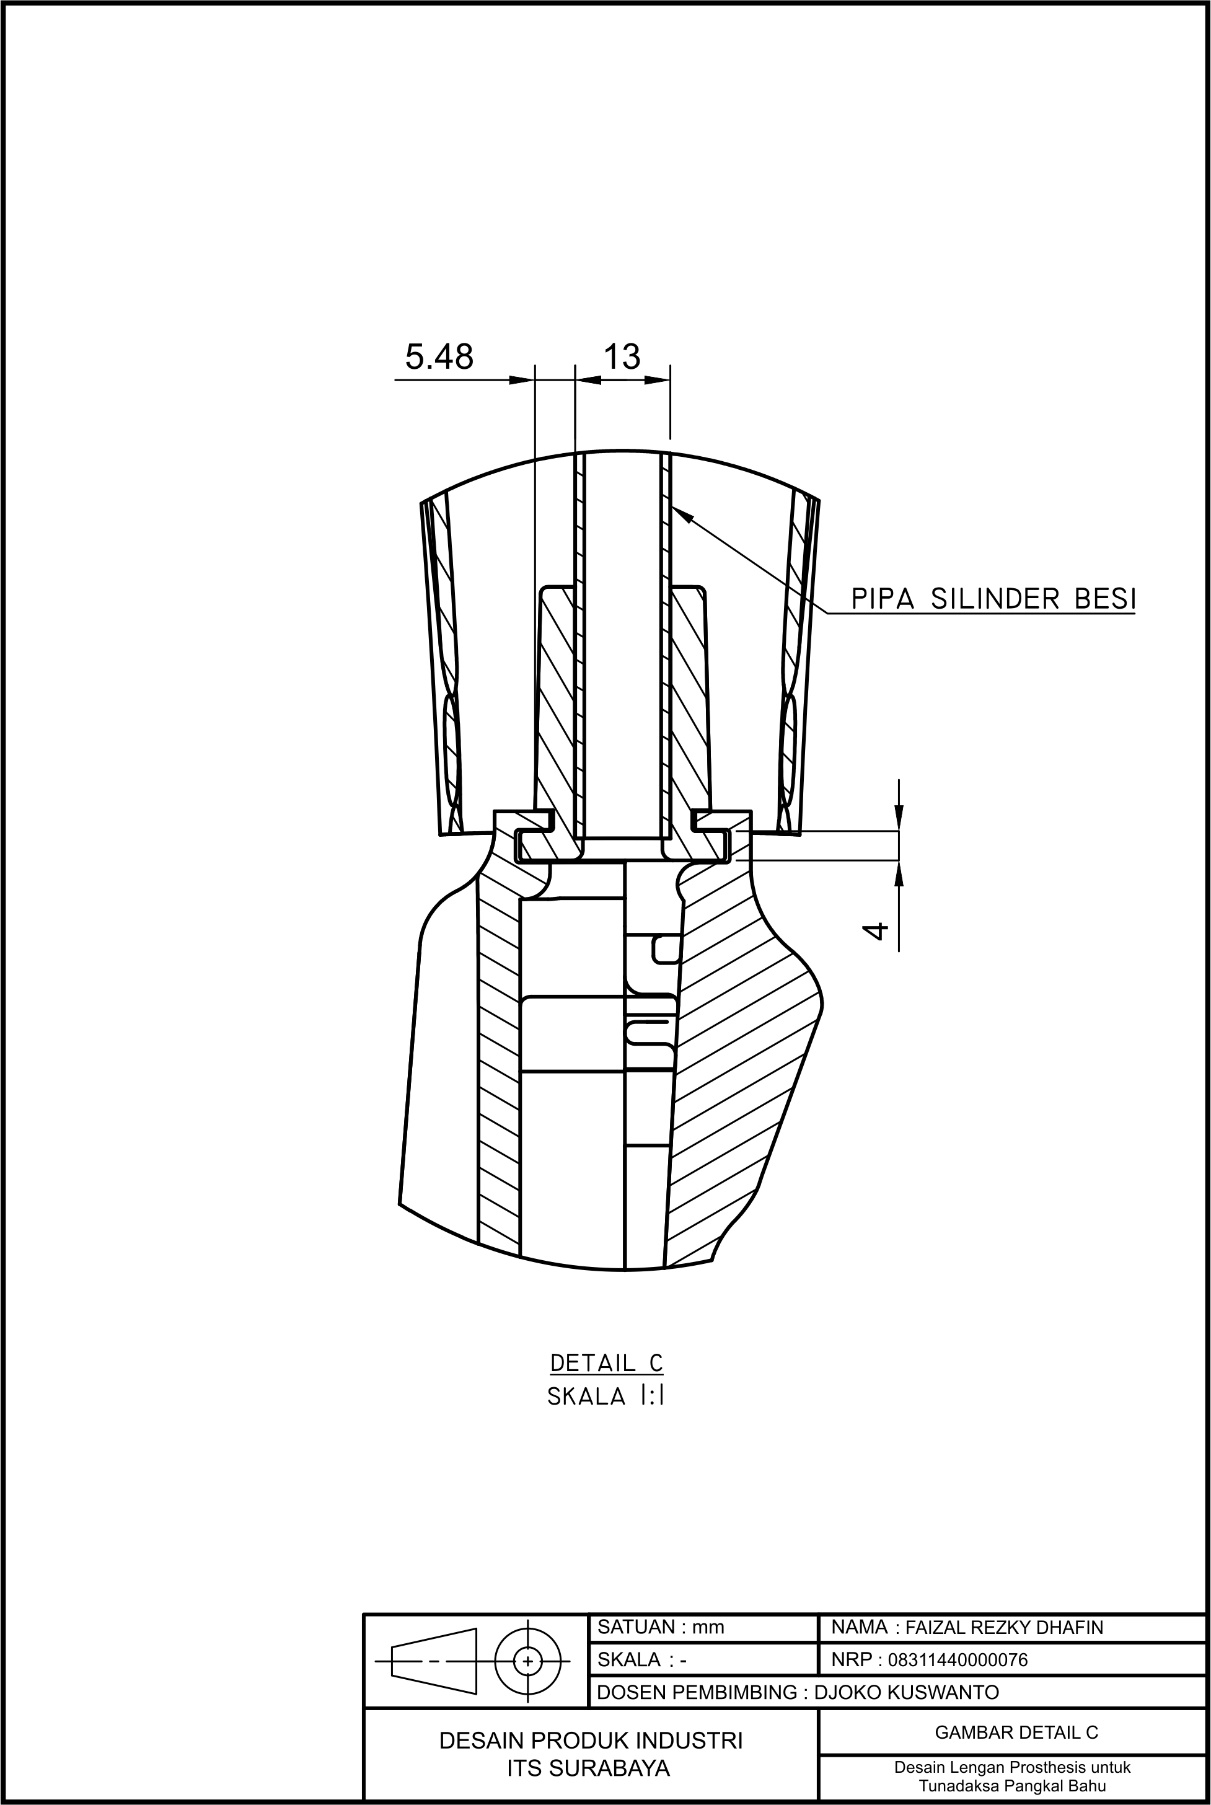 5.48
13
PIPA SILINDER BESI
4
DETAIL C
SKALA 1:1
SATUAN : mm
NAMA : FAIZAL REZKY DHAFIN
SKALA : -
NRP : 08311440000076
DOSEN PEMBIMBING : DJOKO KUSWANTO
DESAIN PRODUK INDUSTRI
ITS SURABAYA
GAMBAR DETAIL C
Desain Lengan Prosthesis untuk
Tunadaksa Pangkal Bahu